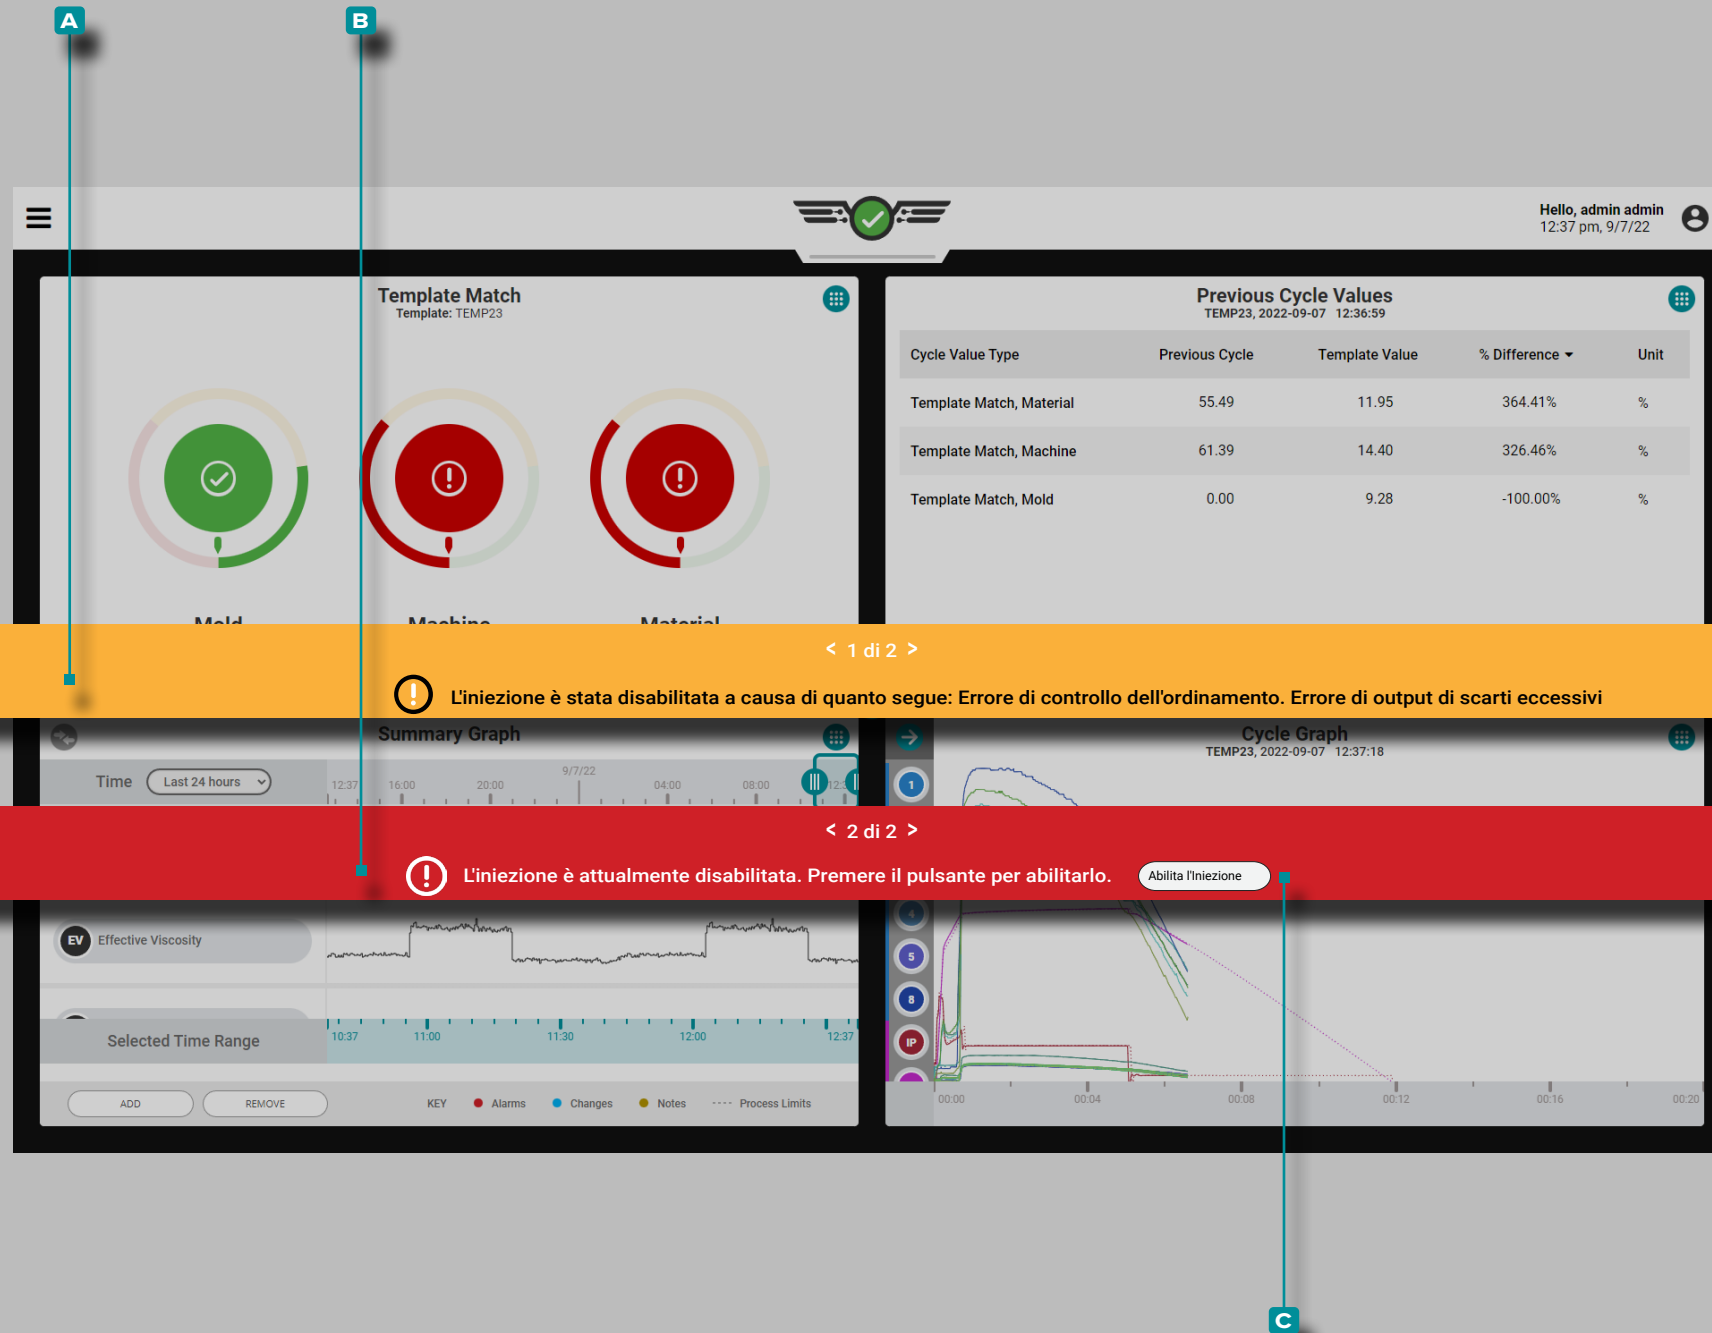 A
B
Hello, admin admin
12:37 pm, 9/7/22
Template Match
Template: TEMP23
Mold
Machine
Material
Previous Cycle Values
TEMP23, 2022-09-07 12:36:59
Cycle Value Type Previous Cycle Template Value % Difference Unit
Template Match, Material 55.49 11.95 364.41% %
Template Match, Machine 61.39 14.40 326.46% %
Template Match, Mold 0.00 9.28 -100.00% %
< 1 di 2 >
L'iniezione è stata disabilitata a causa di quanto segue: Errore di controllo dell'ordinamento. Errore di output di scarti eccessivi
Summary Graph
Time Last 24 hours
9/7/22
12:37 16:00 20:00 04:00 08:00
Cycle Graph
TEMP23, 2022-09-07 12:37:18
1
< 2 di 2 >
L'iniezione è attualmente disabilitata. Premere il pulsante per abilitarlo. Abilita l'Iniezione
EV Effective Viscosity
Selected Time Range
10:37 11:00 11:30 12:00 12:37
ADD REMOVE KEY Alarms Changes Notes Process Limits
4
5
8
IP
00:00 00:04 00:08 00:12 00:16 00:20
C